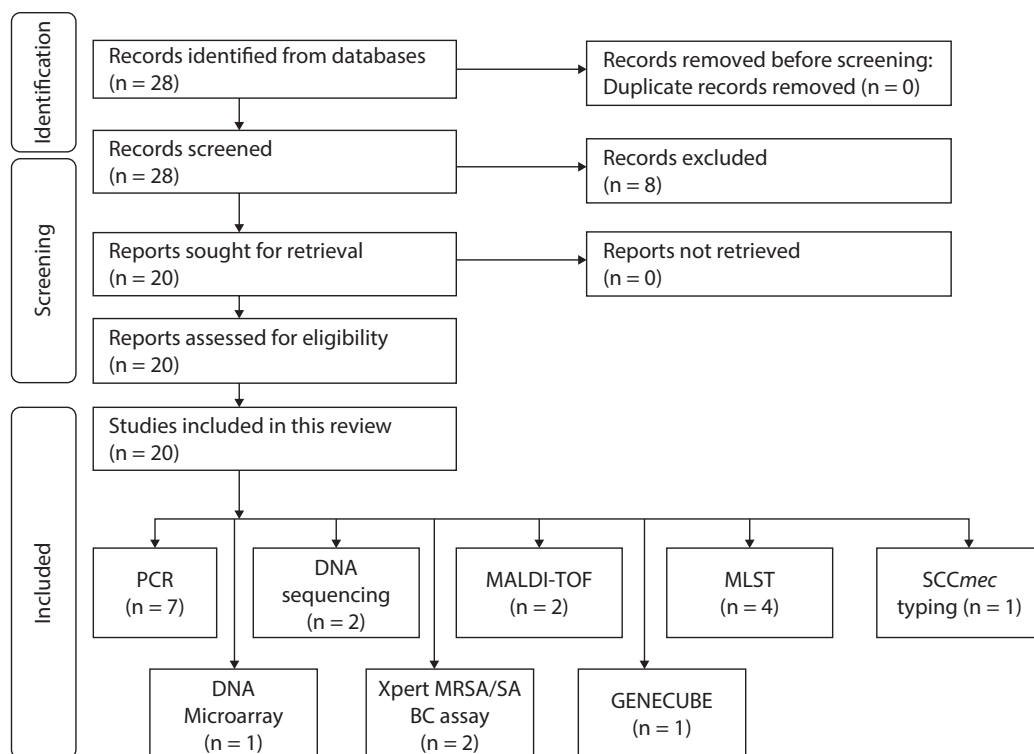 Identification
Records identified from databases
(n = 28)
Records removed before screening:
Duplicate records removed (n = 0)
Screening
Records screened
(n = 28)
Records excluded
(n = 8)
Reports sought for retrieval
(n = 20)
Reports not retrieved
(n = 0)
Reports assessed for eligibility
(n = 20)
Included
Studies included in this review
(n = 20)
PCR
(n = 7)
DNA
sequencing
(n = 2)
MALDI-TOF
(n = 2)
MLST
(n = 4)
SCCmec
typing (n = 1)
DNA
Microarray
(n = 1)
Xpert MRSA/SA
BC assay
(n = 2)
GENECUBE
(n = 1)